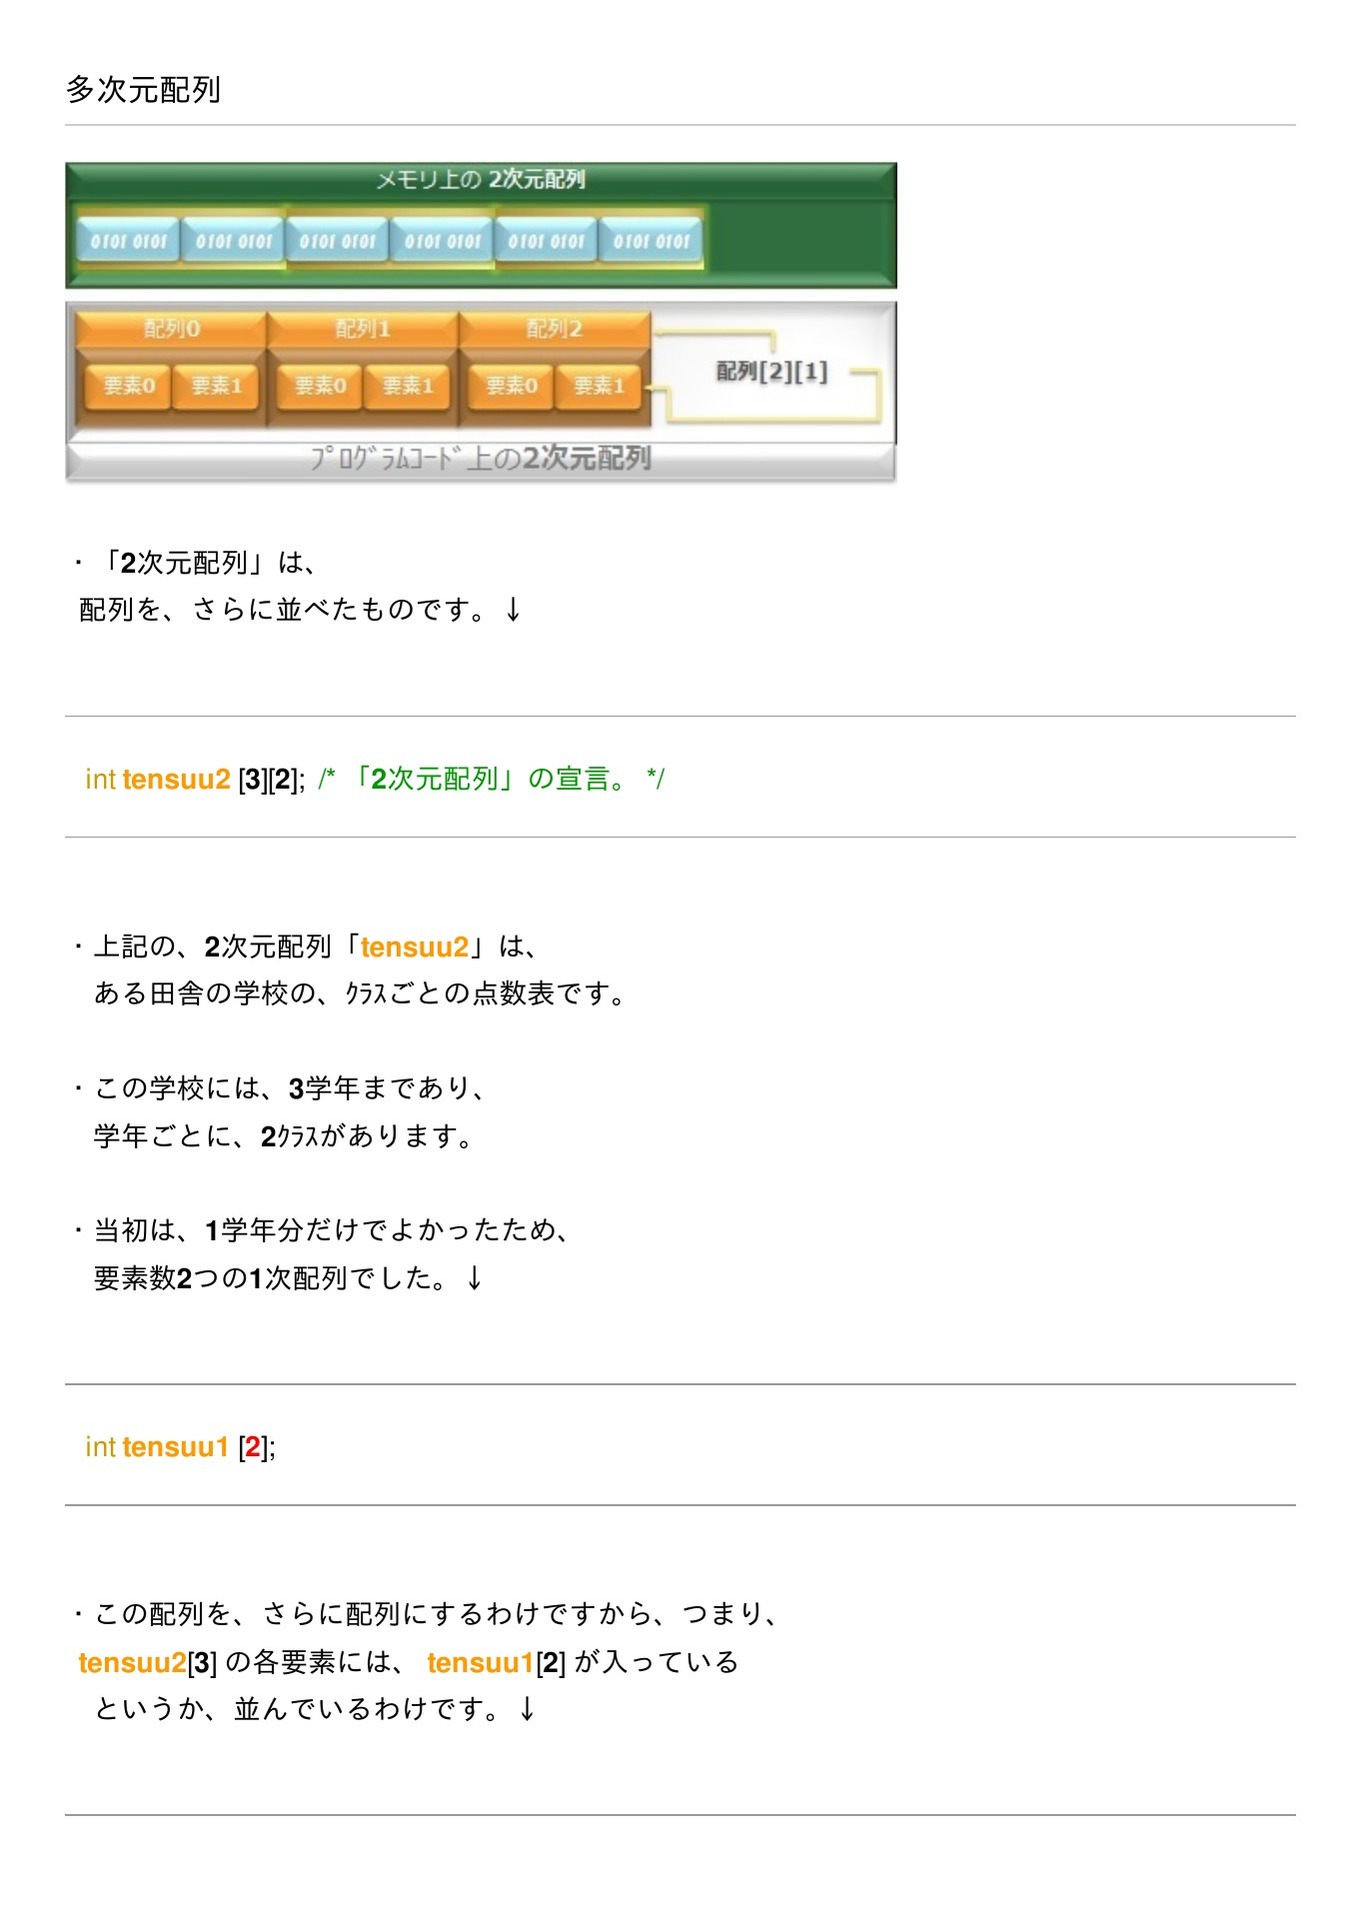 多次元配列
メモリ上の 2次元配列
0101 0101 0101 0101 0101 0101 0101 0101 0101 0101 0101 0101
配列0 配列1 配列2
配列[2][1]
要素0 要素1 要素0 要素1 要素0 要素1
ﾌﾟﾛｸﾞﾗﾑｺｰﾄﾞ上の2次元配列
・「2次元配列」は、
配列を、さらに並べたものです。↓
int tensuu2 [3][2]; /* 「2次元配列」の宣言。 */
・上記の、2次元配列「tensuu2」は、
ある田舎の学校の、ｸﾗｽごとの点数表です。
・この学校には、3学年まであり、
学年ごとに、2ｸﾗｽがあります。
・当初は、1学年分だけでよかったため、
要素数2つの1次配列でした。↓
int tensuu1 [2];
・この配列を、さらに配列にするわけですから、つまり、
tensuu2[3] の各要素には、 tensuu1[2] が入っている
というか、並んでいるわけです。↓